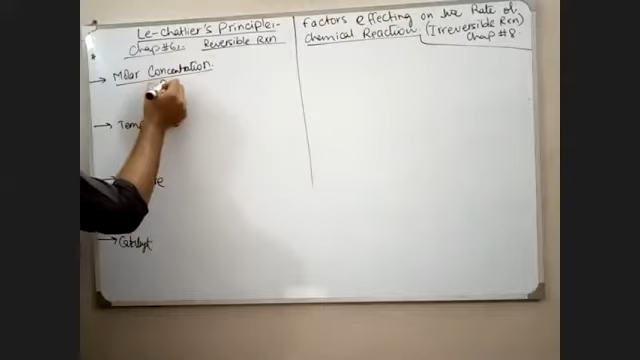 Le-chatlier's Principle:-
Chap #6: Reversible Rxn
→ Molar Concentration.
→ Tem
→ e
→ Catalyst
Factors effecting on the Rate of
Chemical Reaction (Irreversible Rxn)
Chap #8